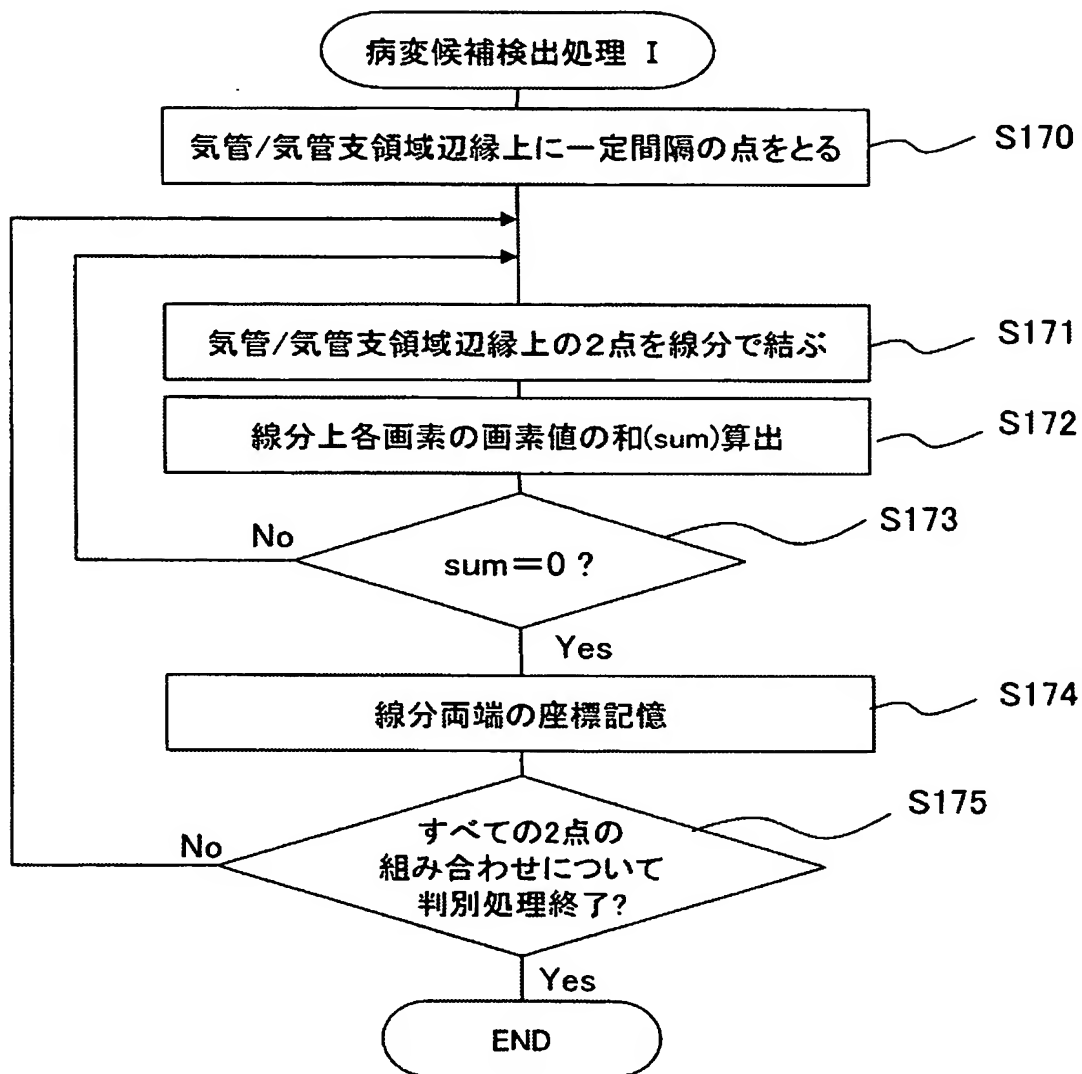 病変候補検出処理 I
気管/気管支領域辺縁上に一定間隔の点をとる
S170
気管/気管支領域辺縁上の2点を線分で結ぶ
S171
線分上各画素の画素値の和(sum)算出
S172
S173
No
sum=0 ?
Yes
線分両端の座標記憶
S174
S175
すべての2点の
No
組み合わせについて
判別処理終了?
Yes
END